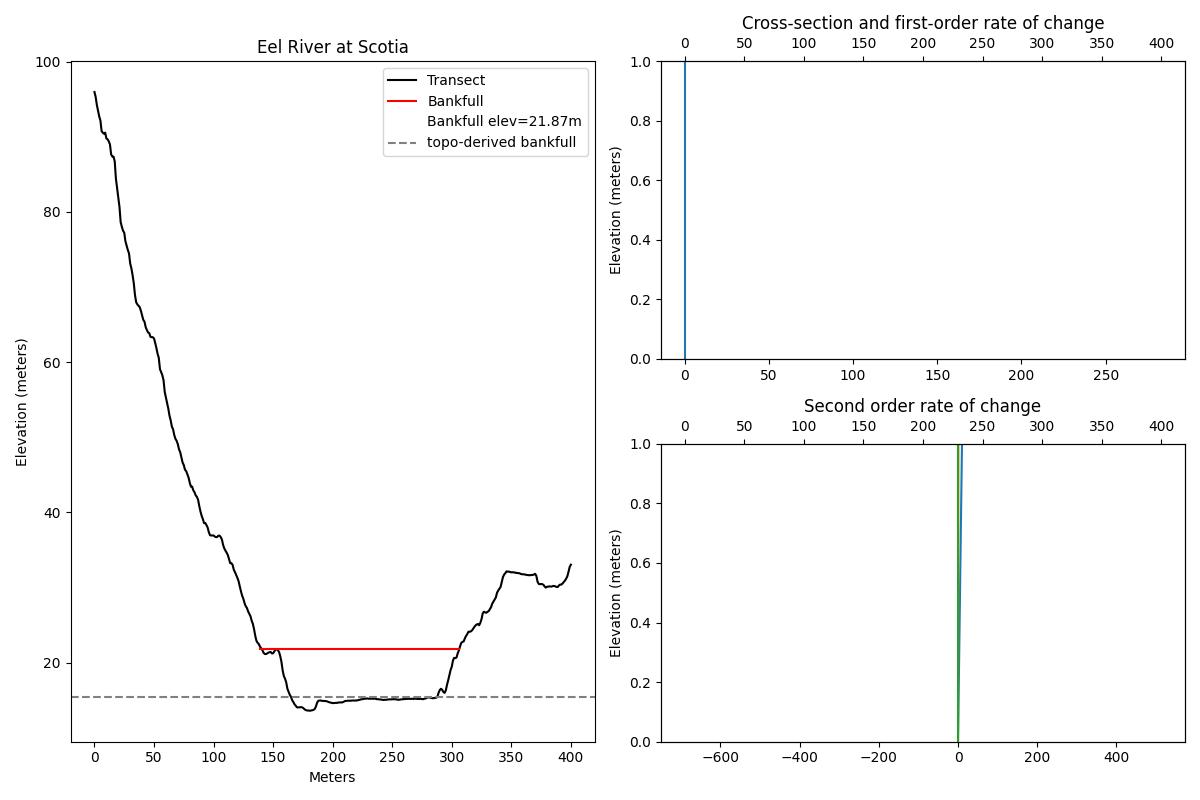 Eel River at Scotia
100
80
60
40
20
Elevation (meters)
0 50 100 150 200 250 300 350 400
Meters
Transect
Bankfull
Bankfull elev=21.87m
topo-derived bankfull
Cross-section and first-order rate of change
0 50 100 150 200 250 300 350 400
1.0
0.8
0.6
0.4
0.2
0.0
Elevation (meters)
0 50 100 150 200 250
Second order rate of change
0 50 100 150 200 250 300 350 400
1.0
0.8
0.6
0.4
0.2
0.0
Elevation (meters)
−600 −400 −200 0 200 400